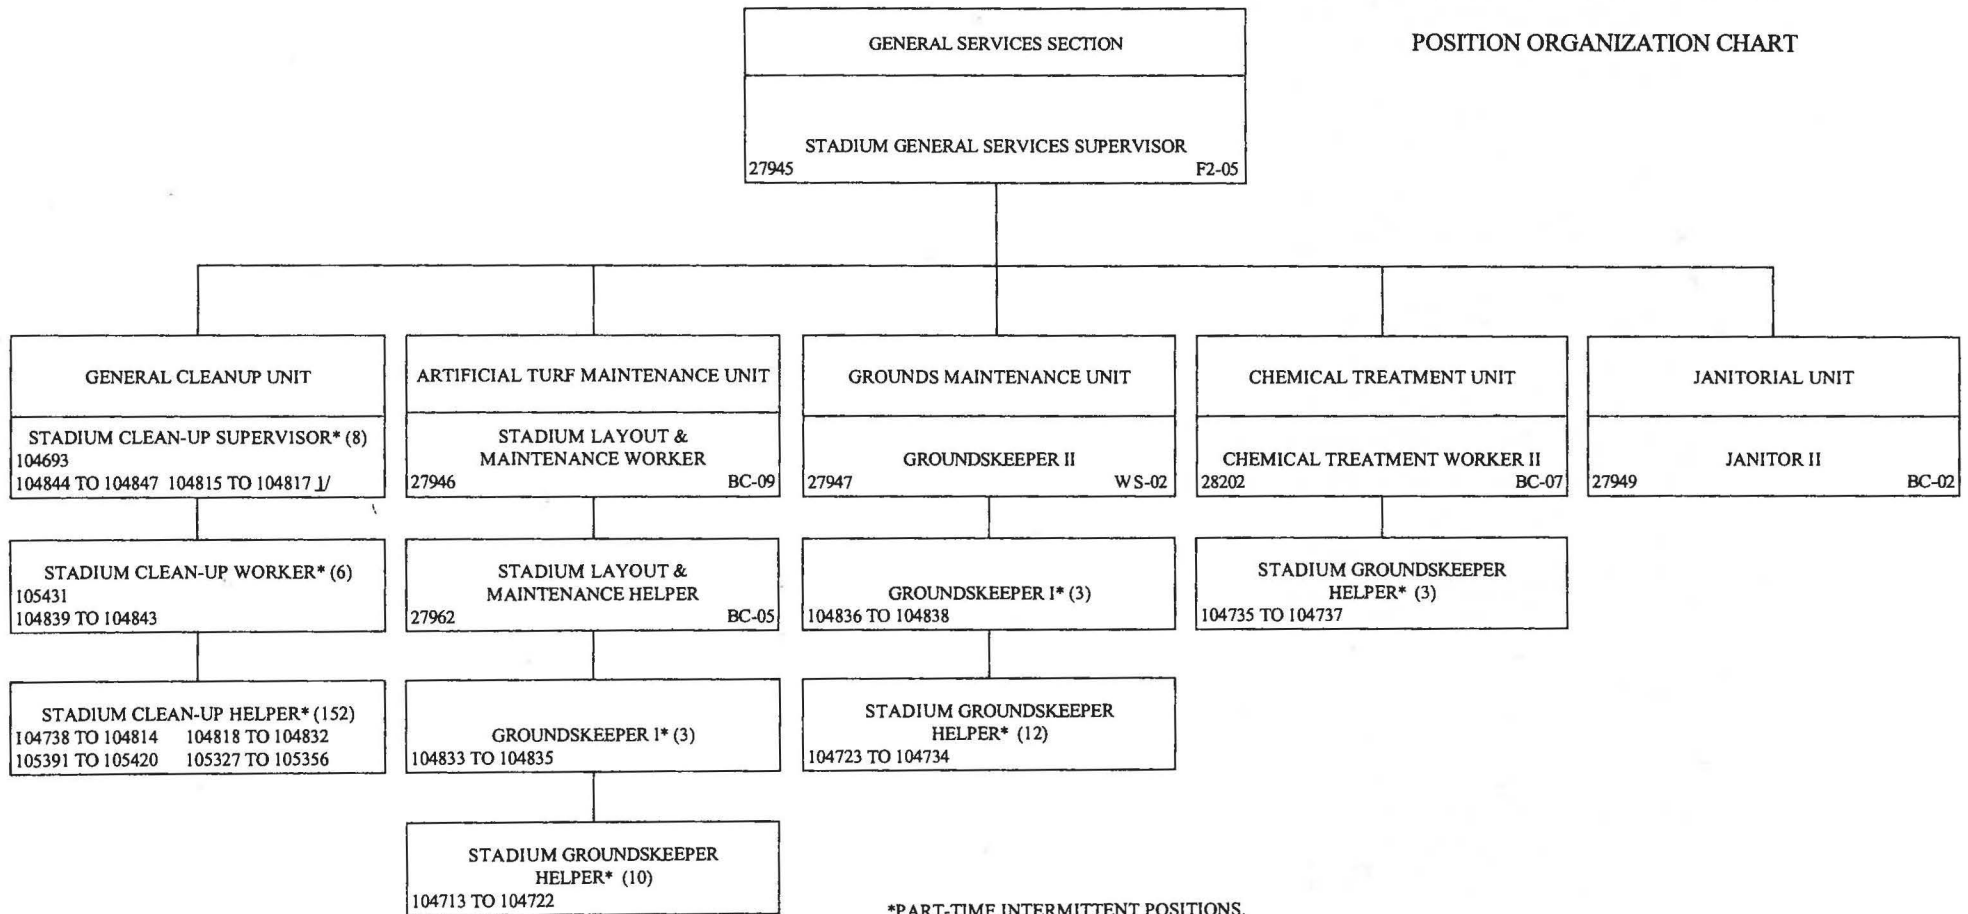 POSITION ORGANIZATION CHART
GENERAL SERVICES SECTION
STADIUM GENERAL SERVICES SUPERVISOR
27945 F2-05
GENERAL CLEANUP UNIT
STADIUM CLEAN-UP SUPERVISOR* (8)
104693
104844 TO 104847 104815 TO 104817 1/
STADIUM CLEAN-UP WORKER* (6)
105431
104839 TO 104843
STADIUM CLEAN-UP HELPER* (152)
104738 TO 104814 104818 TO 104832
105391 TO 105420 105327 TO 105356
ARTIFICIAL TURF MAINTENANCE UNIT
STADIUM LAYOUT &
MAINTENANCE WORKER
27946 BC-09
STADIUM LAYOUT &
MAINTENANCE HELPER
27962 BC-05
GROUNDSKEEPER I* (3)
104833 TO 104835
STADIUM GROUNDSKEEPER
HELPER* (10)
104713 TO 104722
GROUNDS MAINTENANCE UNIT
GROUNDSKEEPER II
27947 WS-02
GROUNDSKEEPER I* (3)
104836 TO 104838
STADIUM GROUNDSKEEPER
HELPER* (12)
104723 TO 104734
CHEMICAL TREATMENT UNIT
CHEMICAL TREATMENT WORKER II
28202 BC-07
STADIUM GROUNDSKEEPER
HELPER* (3)
104735 TO 104737
JANITORIAL UNIT
JANITOR II
27949 BC-02
*PART-TIME INTERMITTENT POSITIONS.